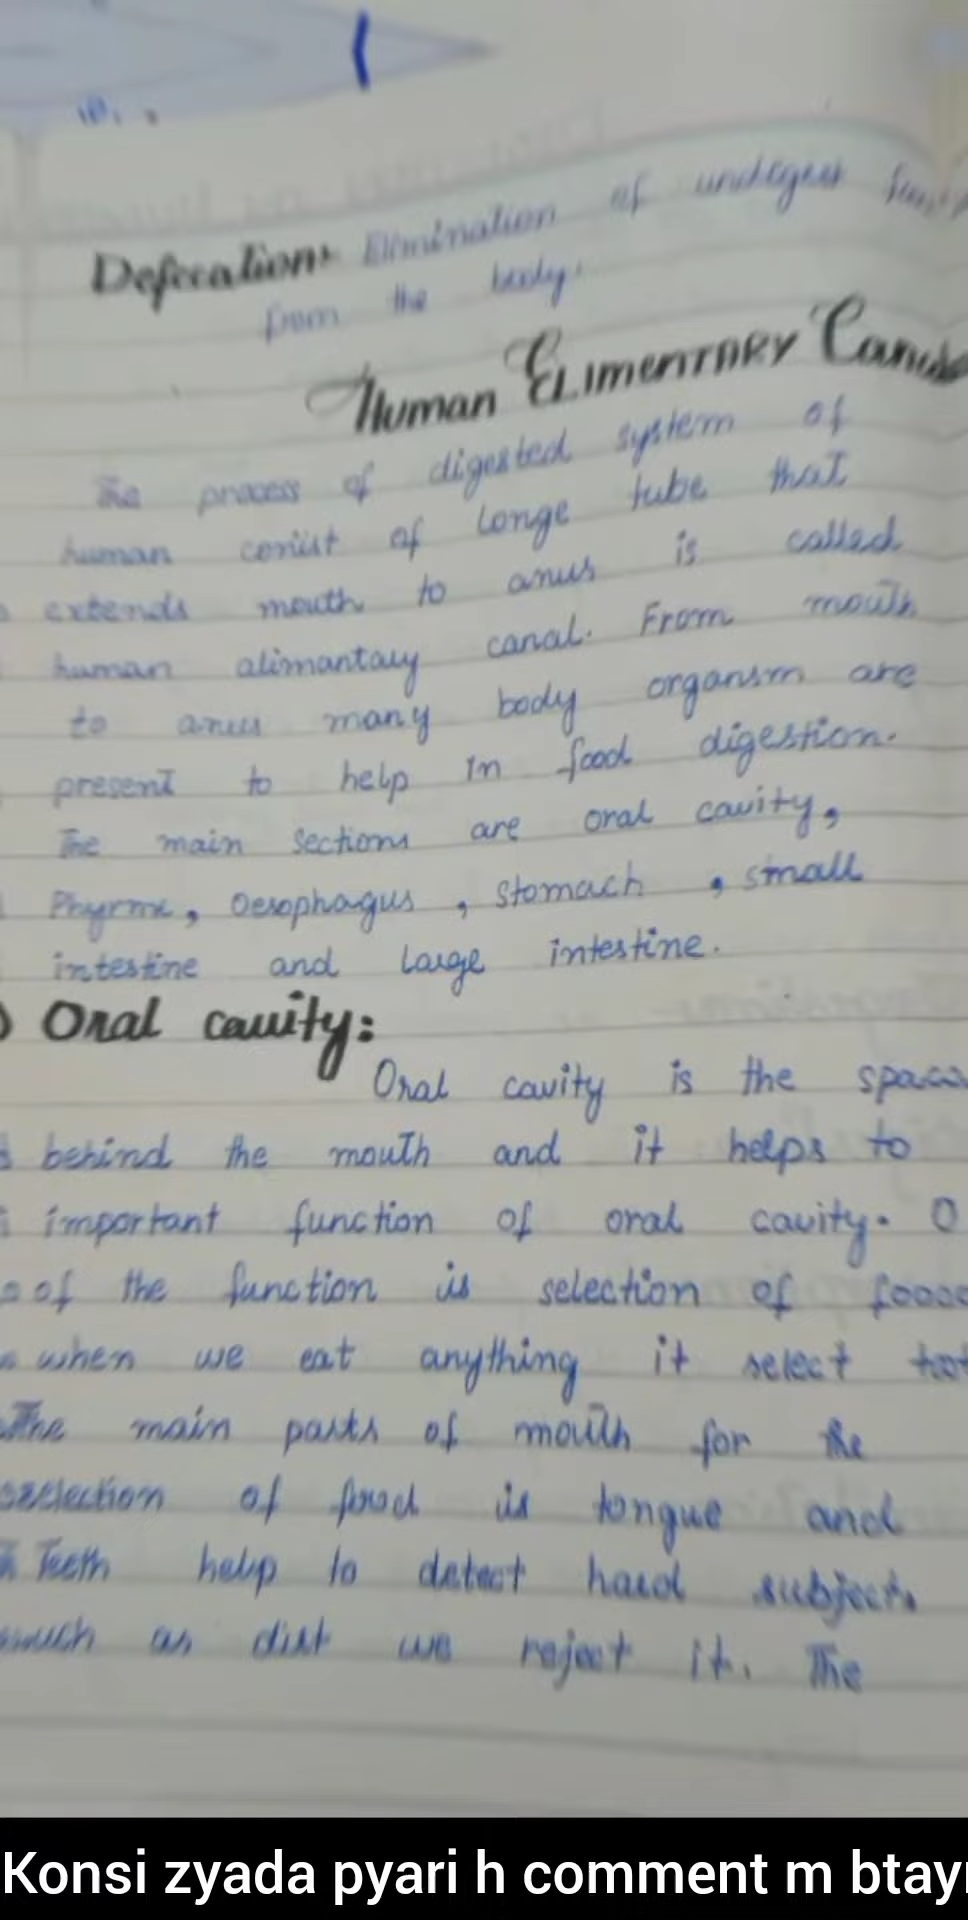 Defecation: Elimination of undigest
from the body.
Human Elimentary
The process of digested system of
human consist of longe tube that
extends mouth to anus is called
human alimantary canal. From mouth
to anus many body organsm are
present to help in food digestion.
The main sections are oral cavity,
Phyrnx, Oesophagus, Stomach, small
intestine and large intestine.
Oral cavity:
Oral cavity is the space
behind the mouth and it helps to
important function of oral cavity. O
of the function is selection of food
when we eat anything it select
The main parts of mouth for the
selection of food is tongue and
Teeth help to detect hard subject
such as dirt we reject it. The
Konsi zyada pyari h comment m btay